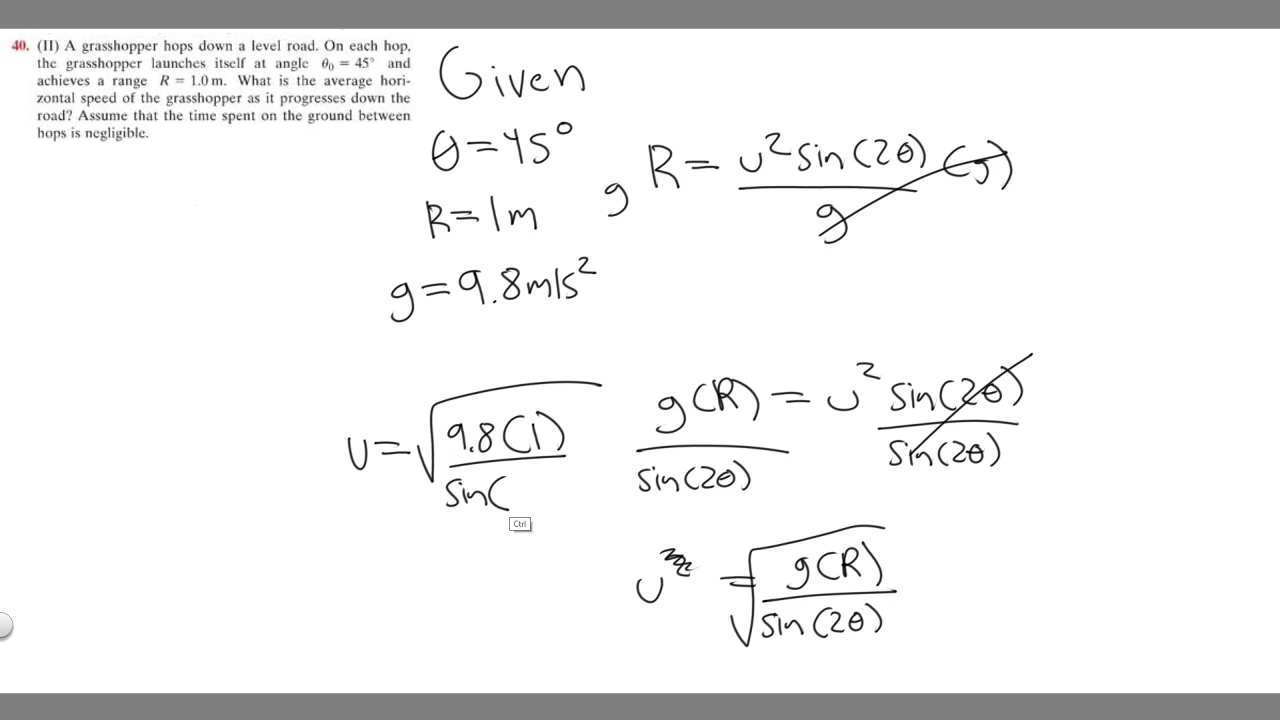 40. (II) A grasshopper hops down a level road. On each hop,
the grasshopper launches itself at angle θ₀ = 45° and
achieves a range R = 1.0 m. What is the average hori-
zontal speed of the grasshopper as it progresses down the
road? Assume that the time spent on the ground between
hops is negligible.
Given
θ = 45°
R = 1m
g = 9.8 m/s²
g R = u² sin(2θ) (g)
g
g(R) = u² sin(2θ)
sin(2θ) sin(2θ)
u = √ 9.8(1)
sin(
Ctrl
u = √ g(R)
sin(2θ)